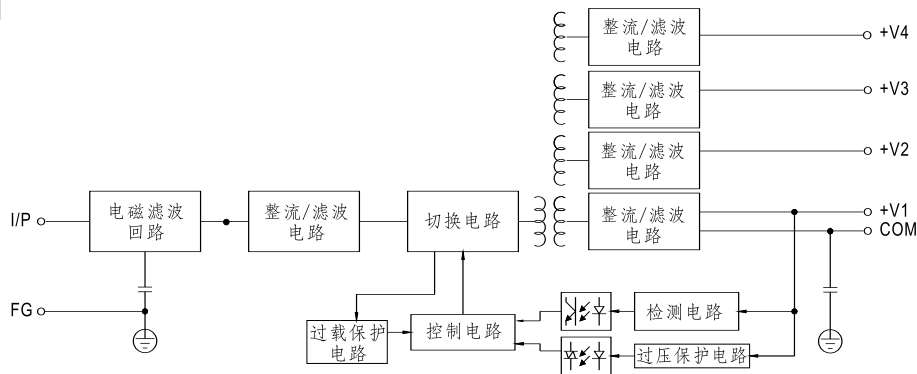 整流/滤波
电路
+V4
整流/滤波
电路
+V3
整流/滤波
电路
+V2
I/P
电磁滤波
回路
整流/滤波
电路
切换电路
整流/滤波
电路
+V1
COM
FG
过载保护
电路
控制电路
检测电路
过压保护电路